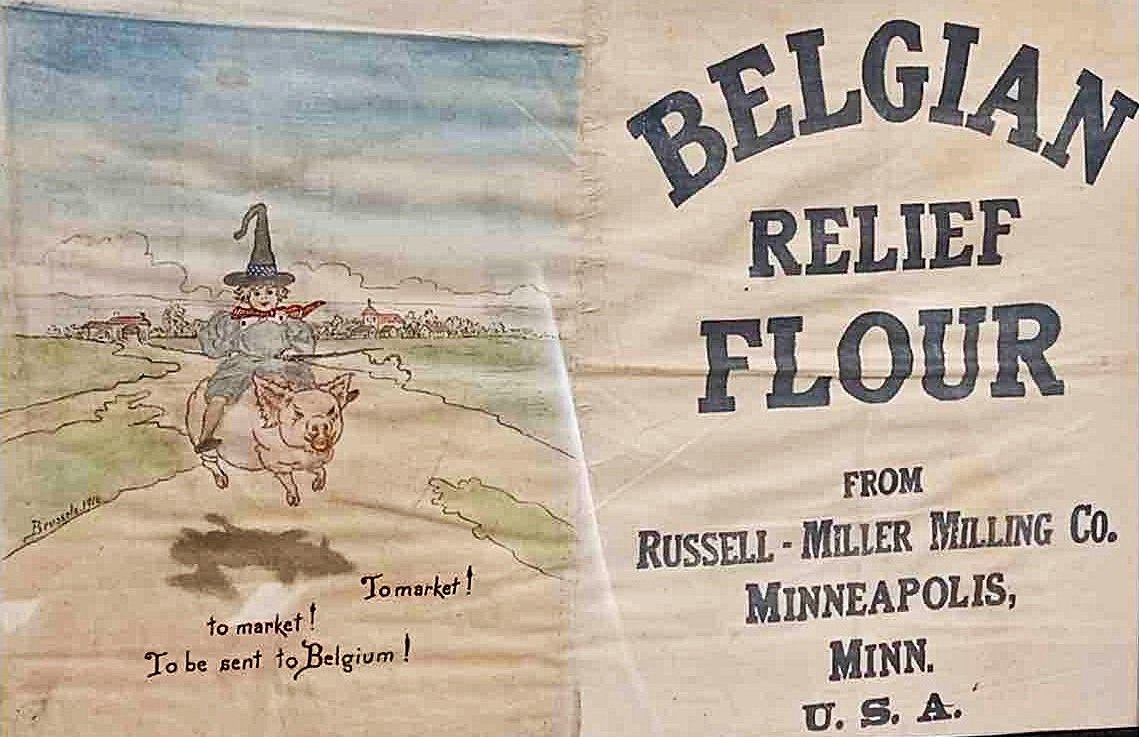 Brussels. 1916
To market!
to market!
To be sent to Belgium!
BELGIAN
RELIEF
FLOUR
FROM
RUSSELL - MILLER MILLING CO.
MINNEAPOLIS,
MINN.
U. S. A.